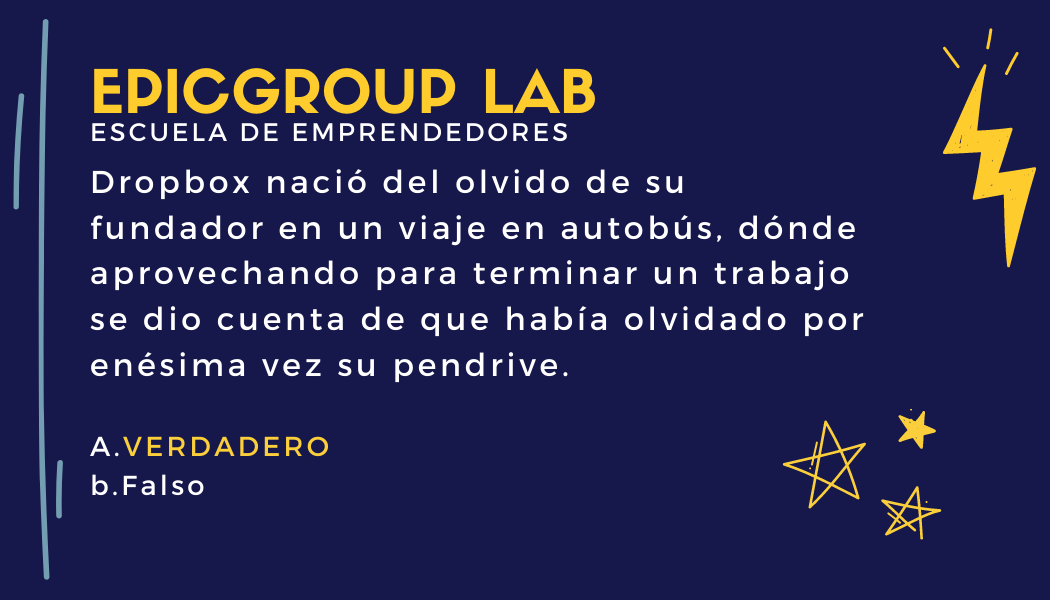 EPICGROUP LAB
ESCUELA DE EMPRENDEDORES
Dropbox nació del olvido de su
fundador en un viaje en autobús, dónde
aprovechando para terminar un trabajo
se dio cuenta de que había olvidado por
enésima vez su pendrive.
A.VERDADERO
b.Falso